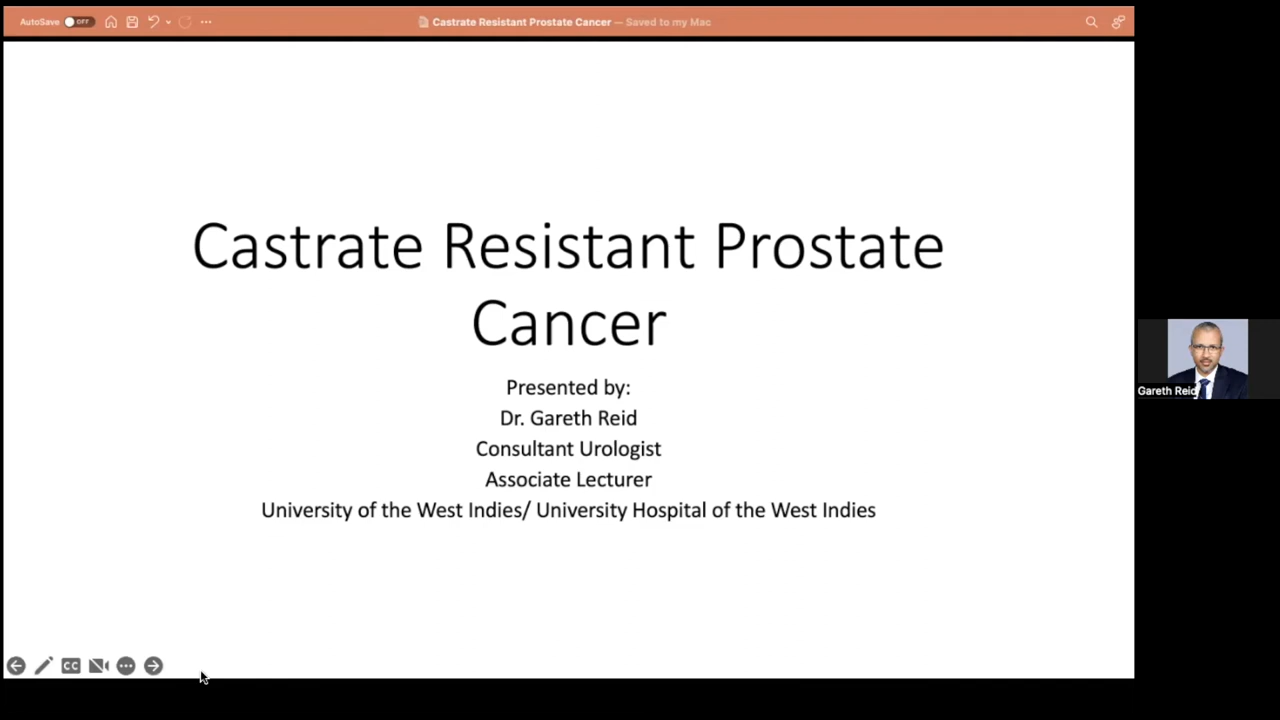 AutoSave OFF
Castrate Resistant Prostate Cancer — Saved to my Mac
Castrate Resistant Prostate
Cancer
Presented by:
Dr. Gareth Reid
Consultant Urologist
Associate Lecturer
University of the West Indies/ University Hospital of the West Indies
Gareth Reid
CC